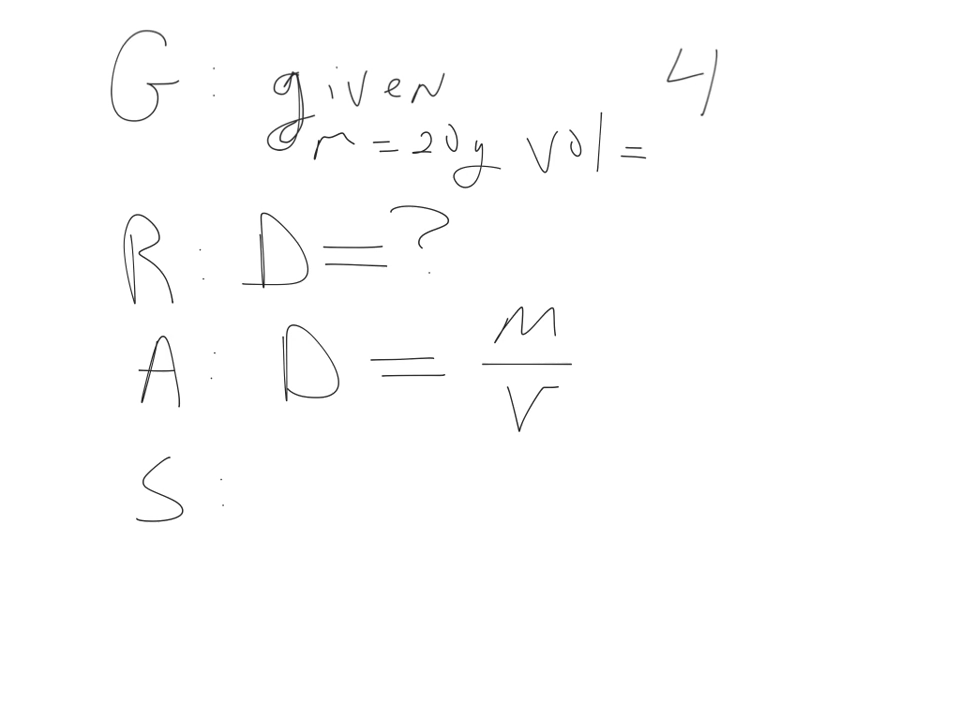 G: given 4
m = 20g vol =
R: D = ?
A: D = M
V
S: